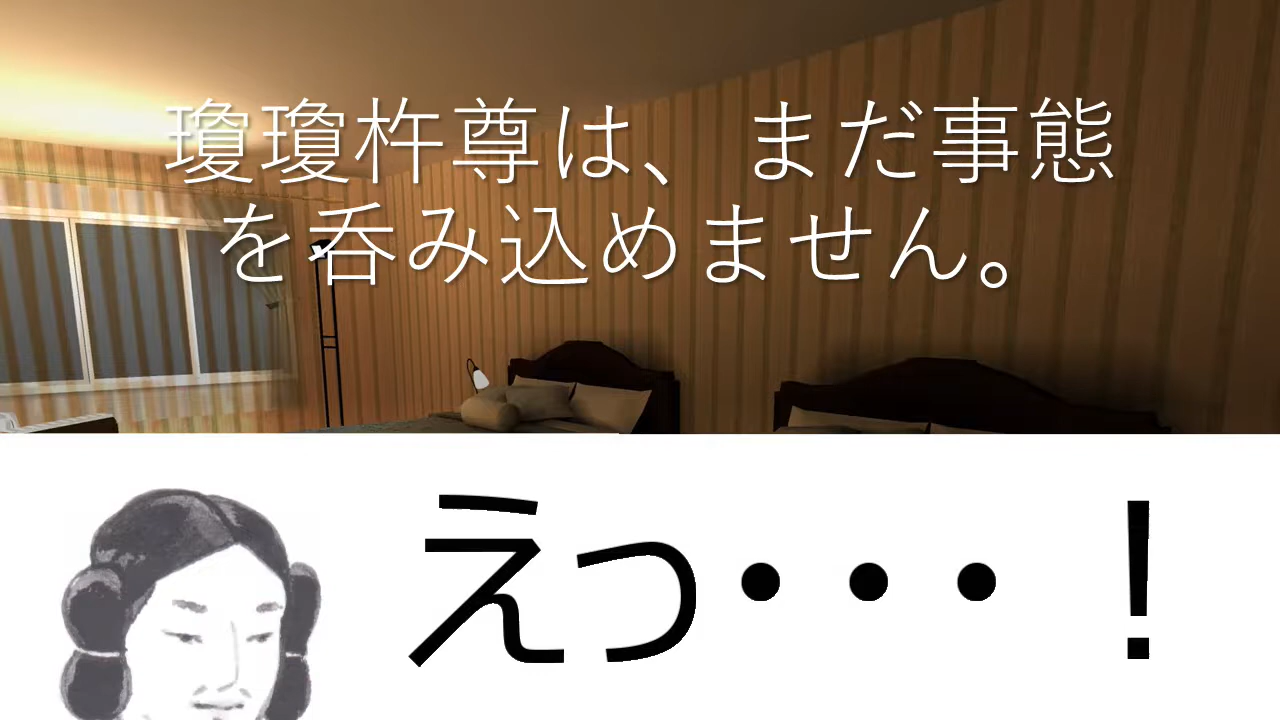 瓊瓊杵尊は、まだ事態
を呑み込めません。
えっ・・・！